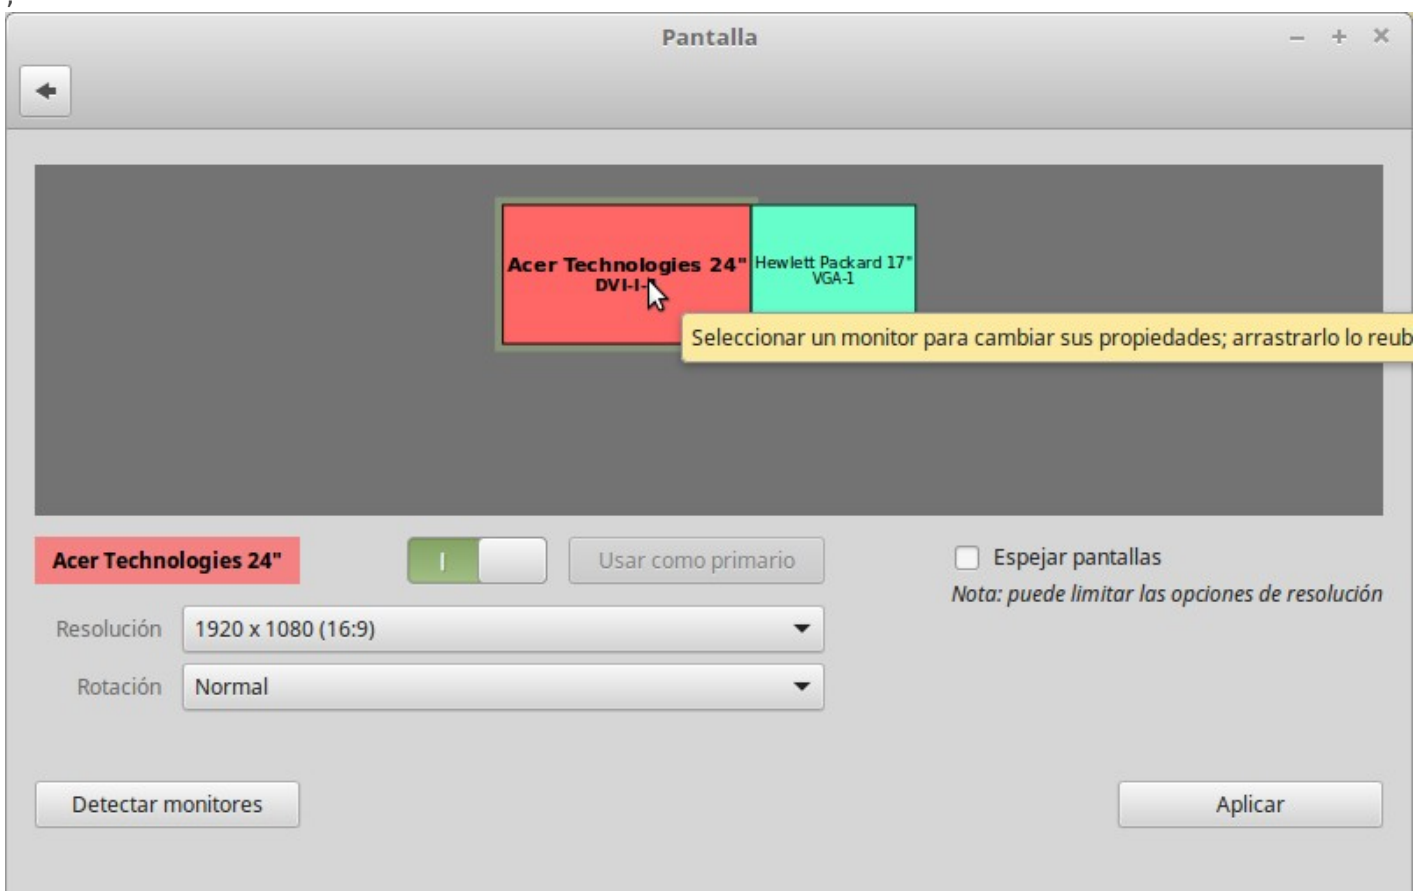 Pantalla
Acer Technologies 24"
DVI-I-
Hewlett Packard 17"
VGA-1
Seleccionar un monitor para cambiar sus propiedades; arrastrarlo lo reub
Acer Technologies 24"
Usar como primario
Espejar pantallas
Nota: puede limitar las opciones de resolución
Resolución 1920 x 1080 (16:9)
Rotación Normal
Detectar monitores
Aplicar